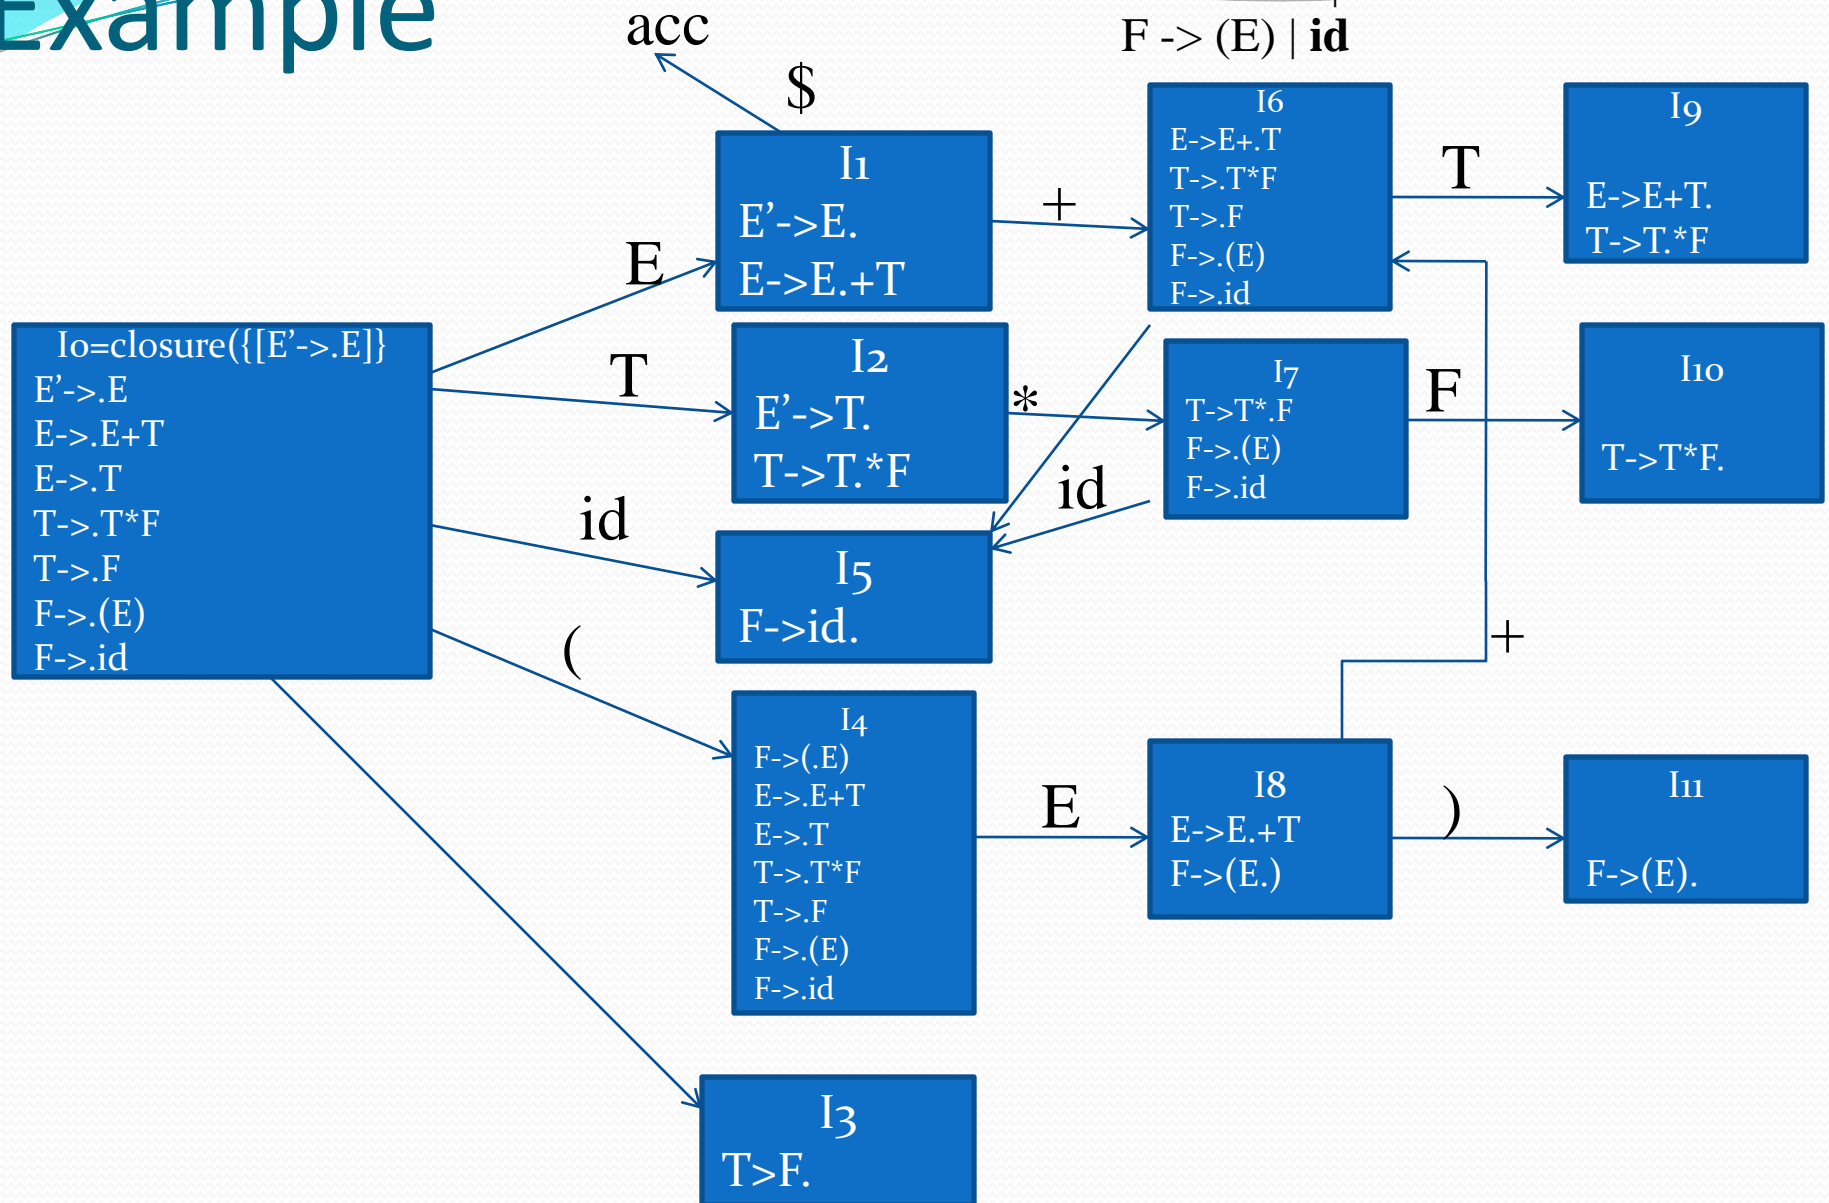 Example
F -> (E) | id
acc
$
I1
E’->E.
E->E.+T
+
I6
E->E+.T
T->.T*F
T->.F
F->.(E)
F->.id
T
I9
E->E+T.
T->T.*F
E
I0=closure({[E’->.E]}
E’->.E
E->.E+T
E->.T
T->.T*F
T->.F
F->.(E)
F->.id
T
I2
E’->T.
T->T.*F
*
I7
T->T*.F
F->.(E)
F->.id
F
I10
T->T*F.
id
id
I5
F->id.
+
(
I4
F->(.E)
E->.E+T
E->.T
T->.T*F
T->.F
F->.(E)
F->.id
E
I8
E->E.+T
F->(E.)
)
I11
F->(E).
I3
T>F.